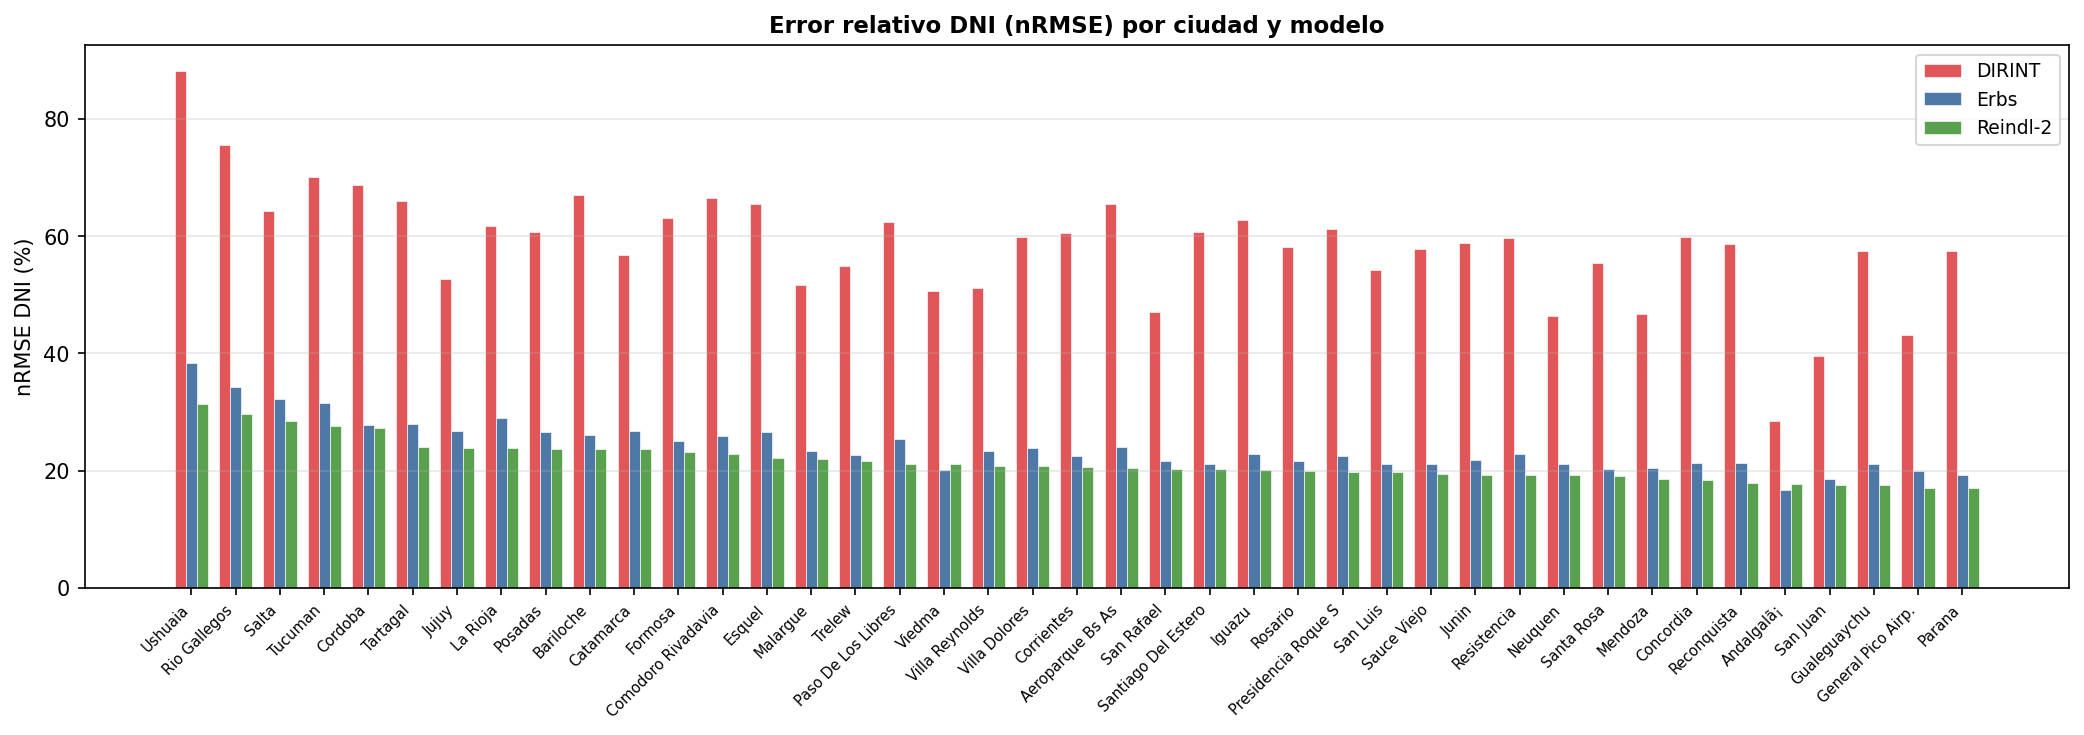 Error relativo DNI (nRMSE) por ciudad y modelo
DIRINT
Erbs
Reindl-2
nRMSE DNI (%)
80
60
40
20
0
Ushuaia
Rio Gallegos
Salta
Tucuman
Cordoba
Tartagal
Jujuy
La Rioja
Posadas
Bariloche
Catamarca
Formosa
Comodoro Rivadavia
Esquel
Malargue
Trelew
Paso De Los Libres
Viedma
Villa Reynolds
Villa Dolores
Corrientes
Aeroparque Bs As
San Rafael
Santiago Del Estero
Iguazu
Rosario
Presidencia Roque S
San Luis
Sauce Viejo
Junin
Resistencia
Neuquen
Santa Rosa
Mendoza
Concordia
Reconquista
Andalgalã¡
San Juan
Gualeguaychu
General Pico Airp.
Parana